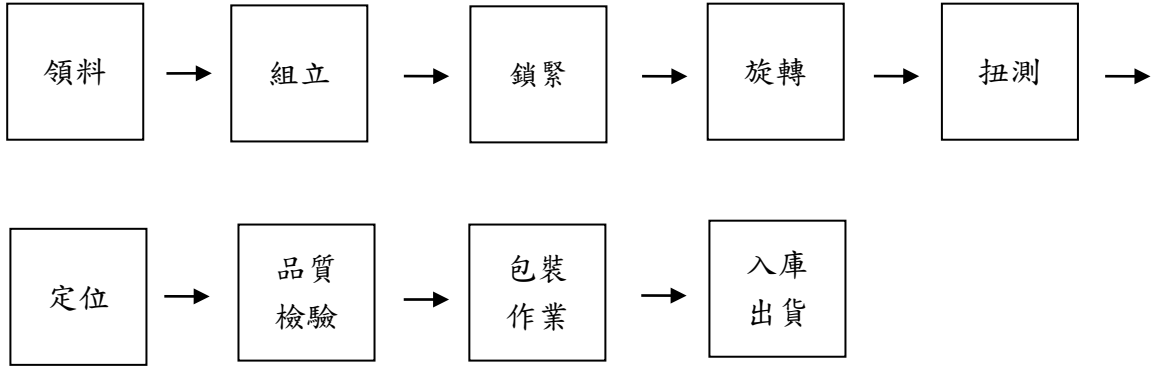 領料
組立
鎖緊
旋轉
扭測
定位
品質
檢驗
包裝
作業
入庫
出貨